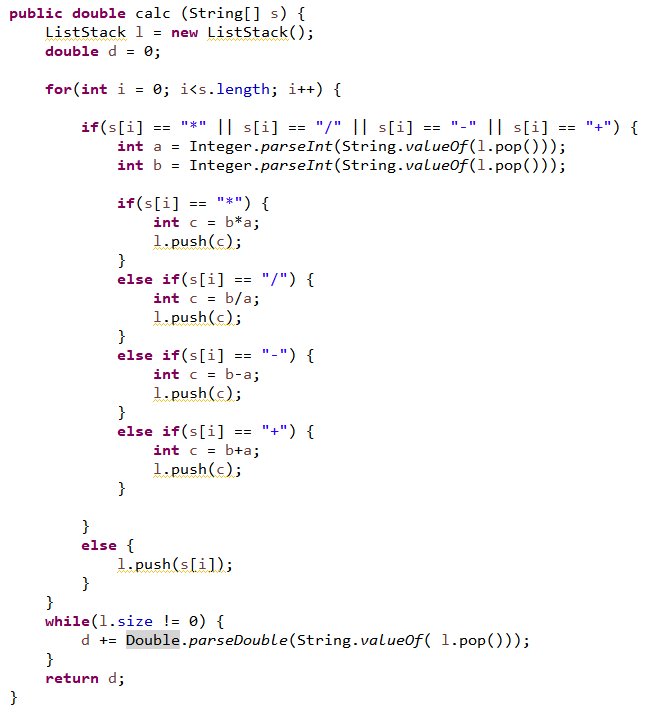 public double calc (String[] s) {
    ListStack l = new ListStack();
    double d = 0;

    for(int i = 0; i<s.length; i++) {

        if(s[i] == "*" || s[i] == "/" || s[i] == "-" || s[i] == "+") {
            int a = Integer.parseInt(String.valueOf(l.pop()));
            int b = Integer.parseInt(String.valueOf(l.pop()));

            if(s[i] == "*") {
                int c = b*a;
                l.push(c);
            }
            else if(s[i] == "/") {
                int c = b/a;
                l.push(c);
            }
            else if(s[i] == "-") {
                int c = b-a;
                l.push(c);
            }
            else if(s[i] == "+") {
                int c = b+a;
                l.push(c);
            }

        }
        else {
            l.push(s[i]);
        }
    }
    while(l.size != 0) {
        d += Double.parseDouble(String.valueOf( l.pop()));
    }
    return d;
}